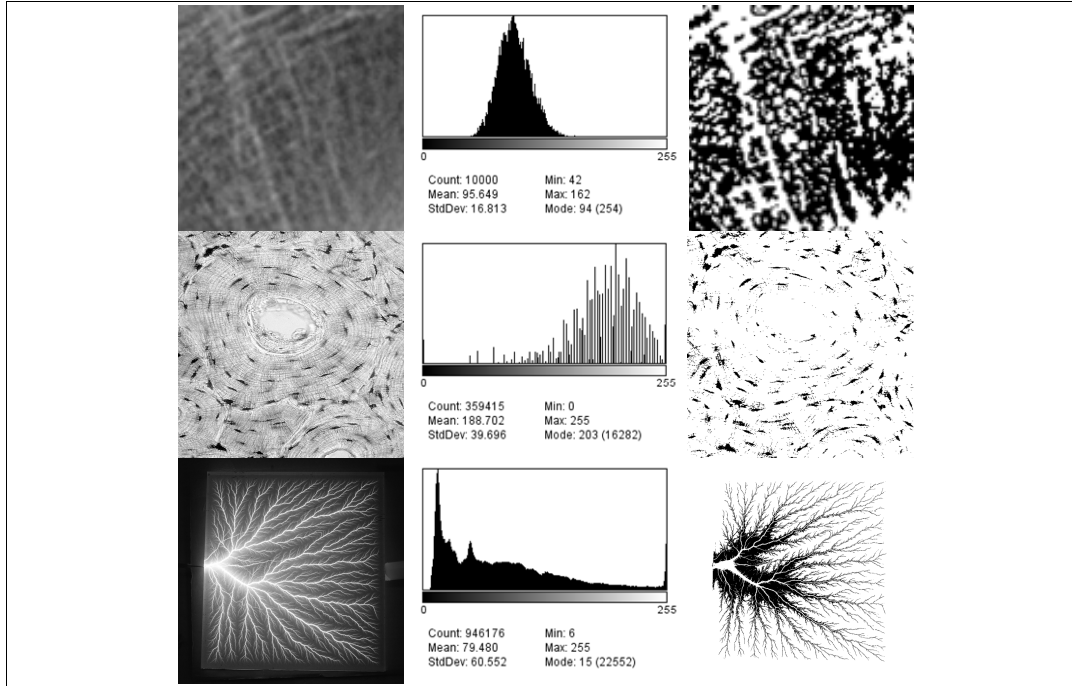 0 255
Count: 10000 Min: 42
Mean: 95.649 Max: 162
StdDev: 16.813 Mode: 94 (254)
0 255
Count: 359415 Min: 0
Mean: 188.702 Max: 255
StdDev: 39.696 Mode: 203 (16282)
0 255
Count: 946176 Min: 6
Mean: 79.480 Max: 255
StdDev: 60.552 Mode: 15 (22552)